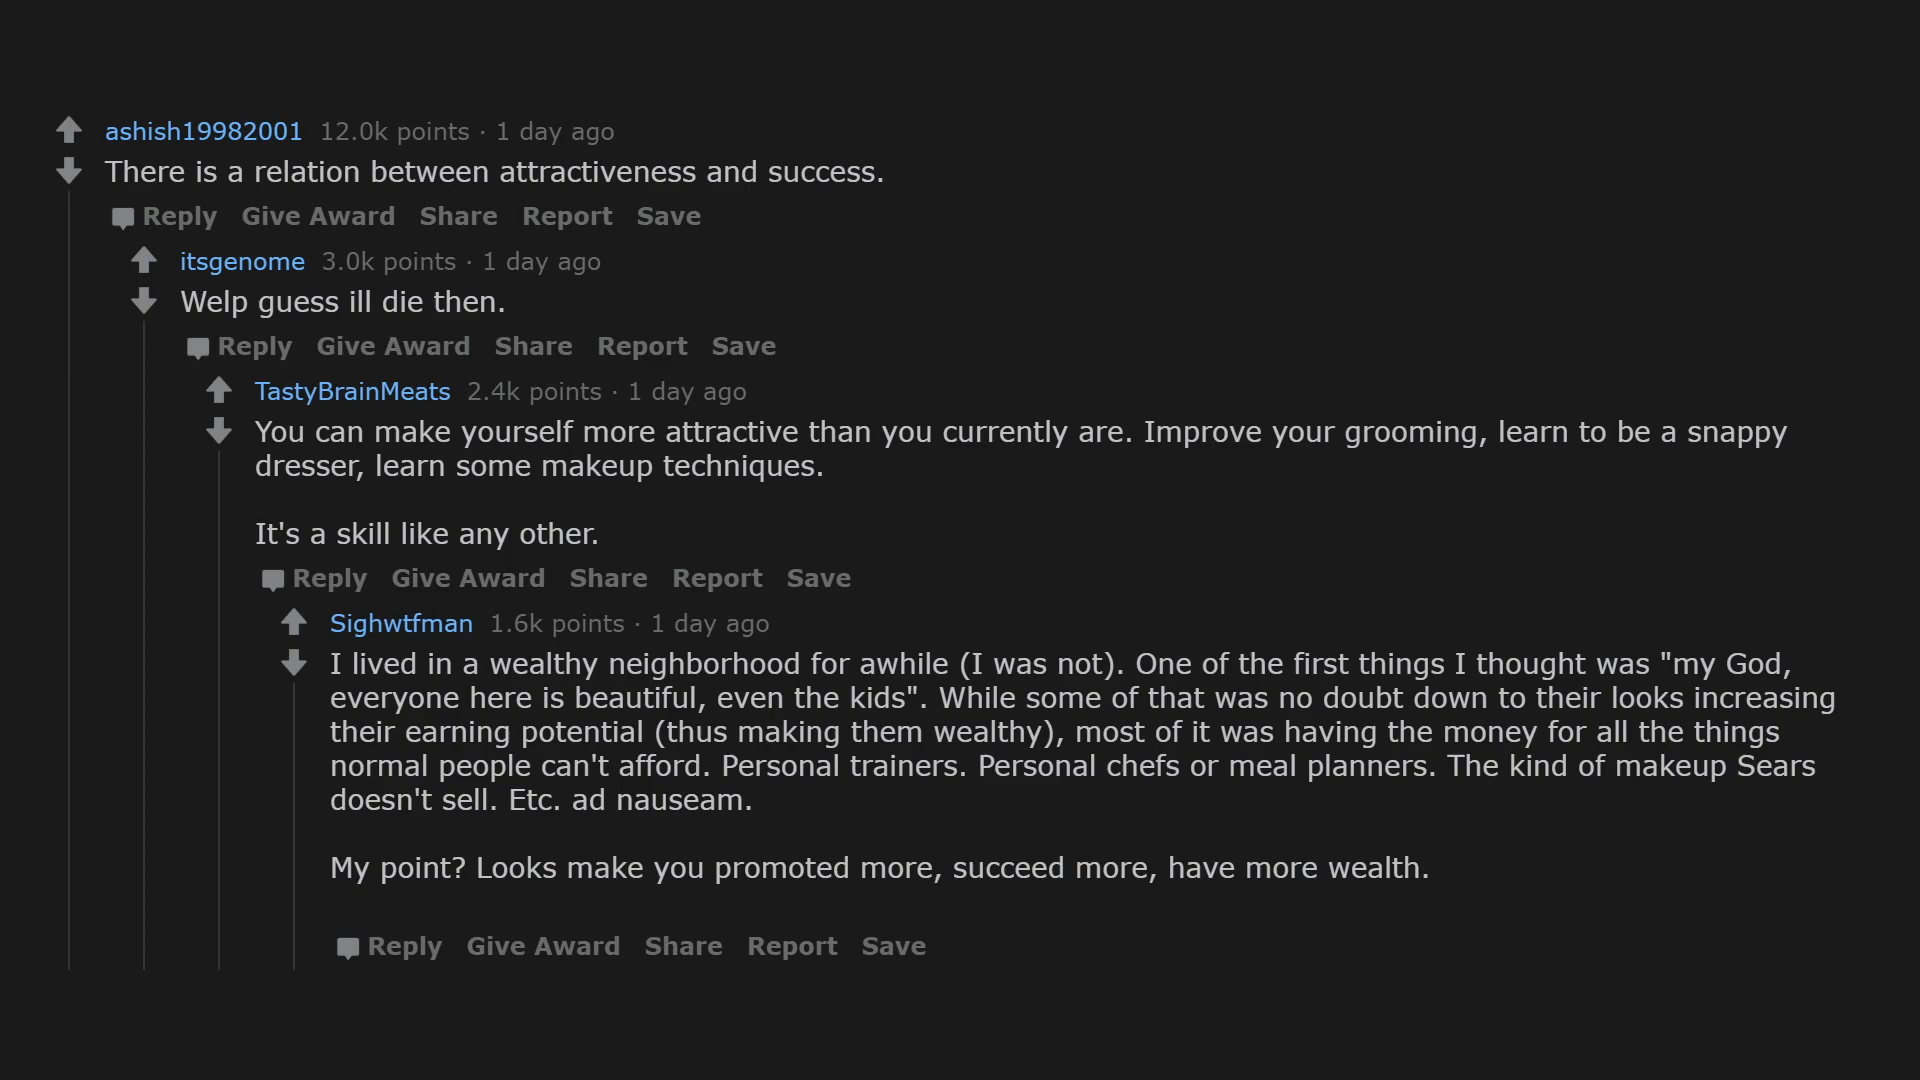 ashish19982001 12.0k points · 1 day ago
There is a relation between attractiveness and success.
Reply Give Award Share Report Save
itsgenome 3.0k points · 1 day ago
Welp guess ill die then.
Reply Give Award Share Report Save
TastyBrainMeats 2.4k points · 1 day ago
You can make yourself more attractive than you currently are. Improve your grooming, learn to be a snappy
dresser, learn some makeup techniques.
It's a skill like any other.
Reply Give Award Share Report Save
Sighwtfman 1.6k points · 1 day ago
I lived in a wealthy neighborhood for awhile (I was not). One of the first things I thought was "my God,
everyone here is beautiful, even the kids". While some of that was no doubt down to their looks increasing
their earning potential (thus making them wealthy), most of it was having the money for all the things
normal people can't afford. Personal trainers. Personal chefs or meal planners. The kind of makeup Sears
doesn't sell. Etc. ad nauseam.
My point? Looks make you promoted more, succeed more, have more wealth.
Reply Give Award Share Report Save